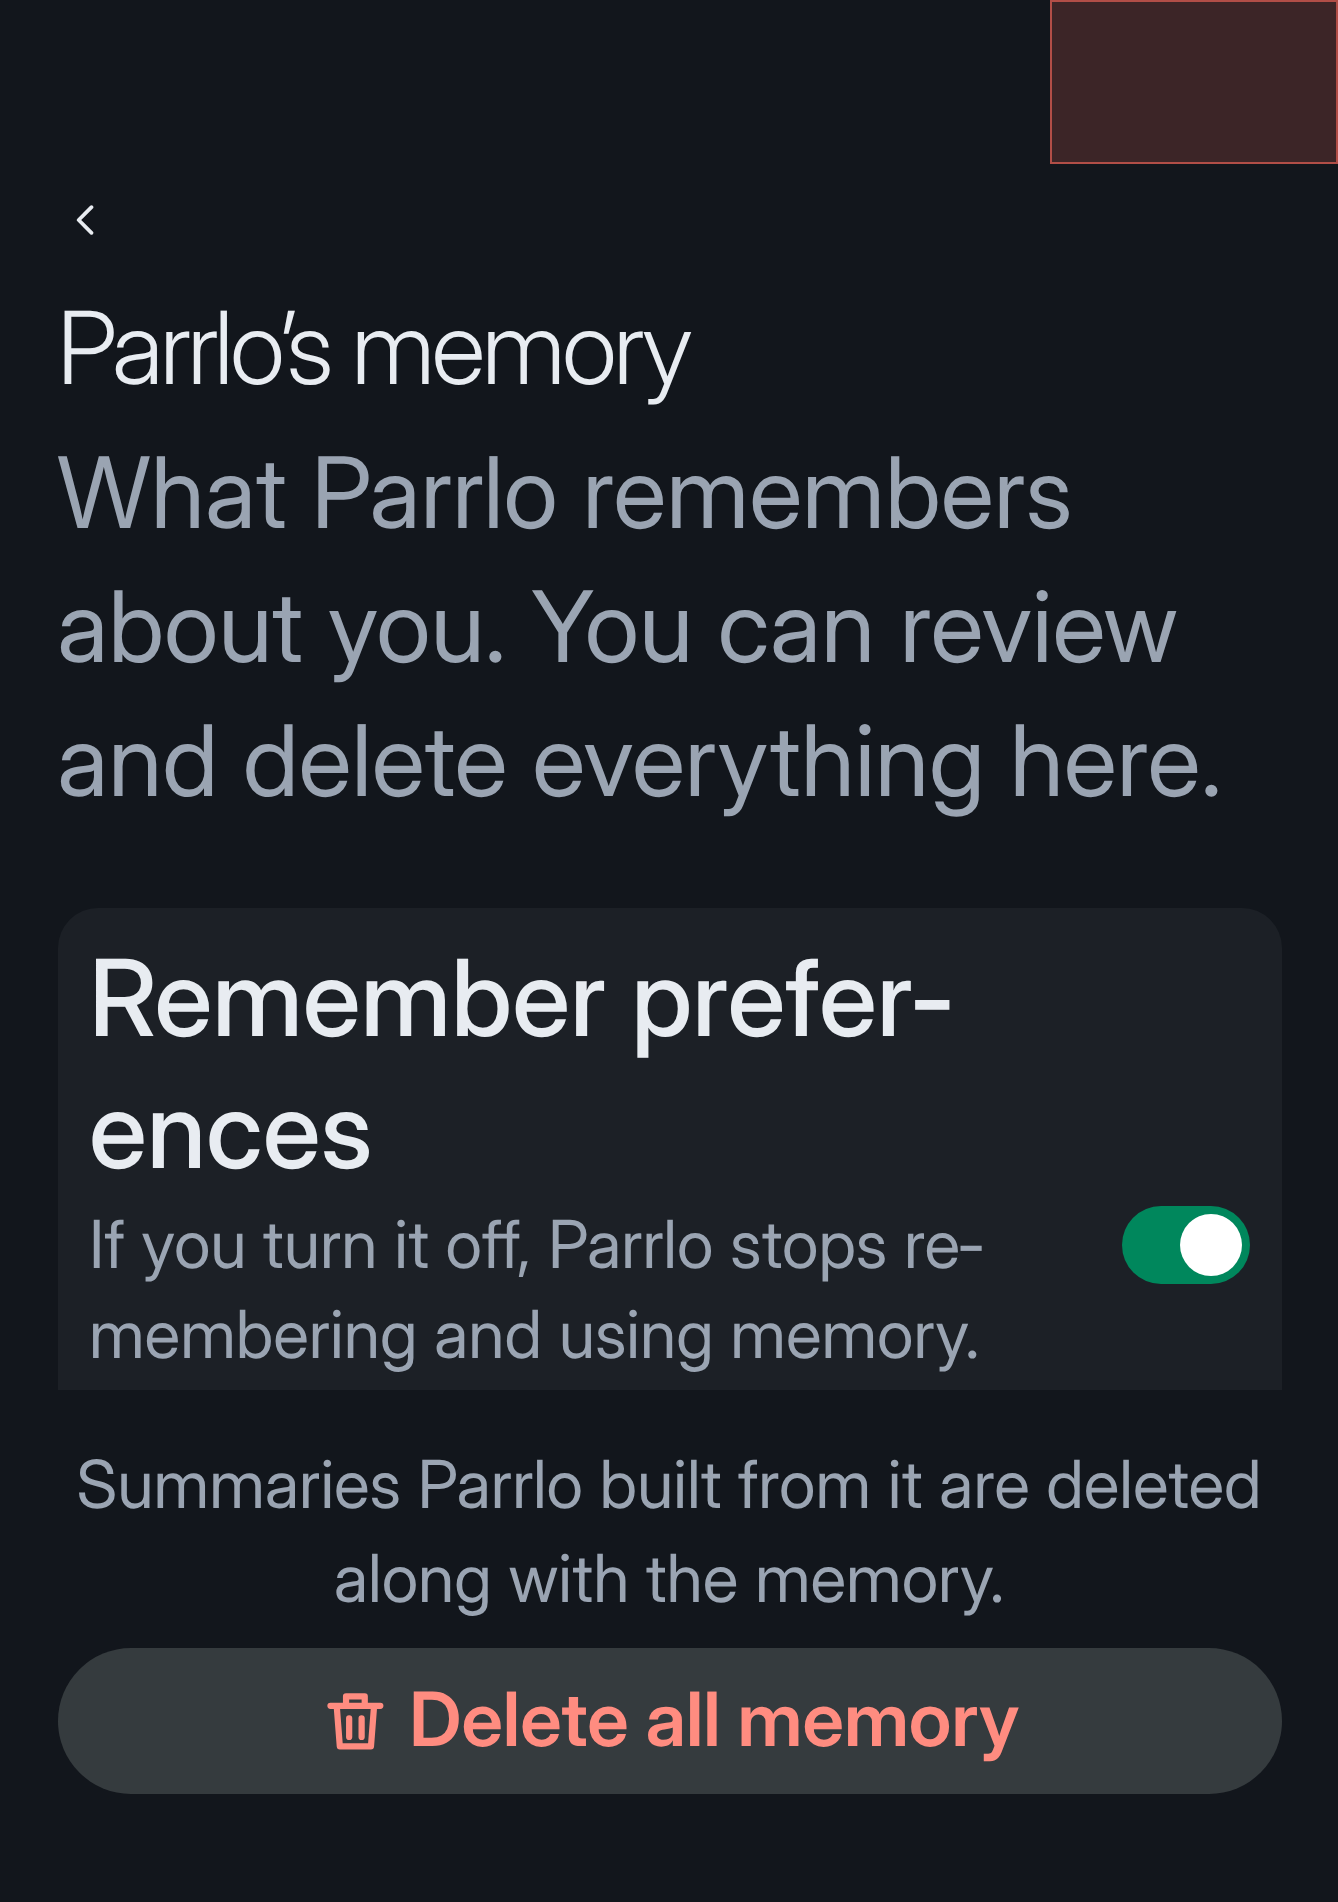 Parrlo’s memory
What Parrlo remembers
about you. You can review
and delete everything here.
Remember prefer-
ences
If you turn it off, Parrlo stops re-
membering and using memory.
Summaries Parrlo built from it are deleted
along with the memory.
Delete all memory